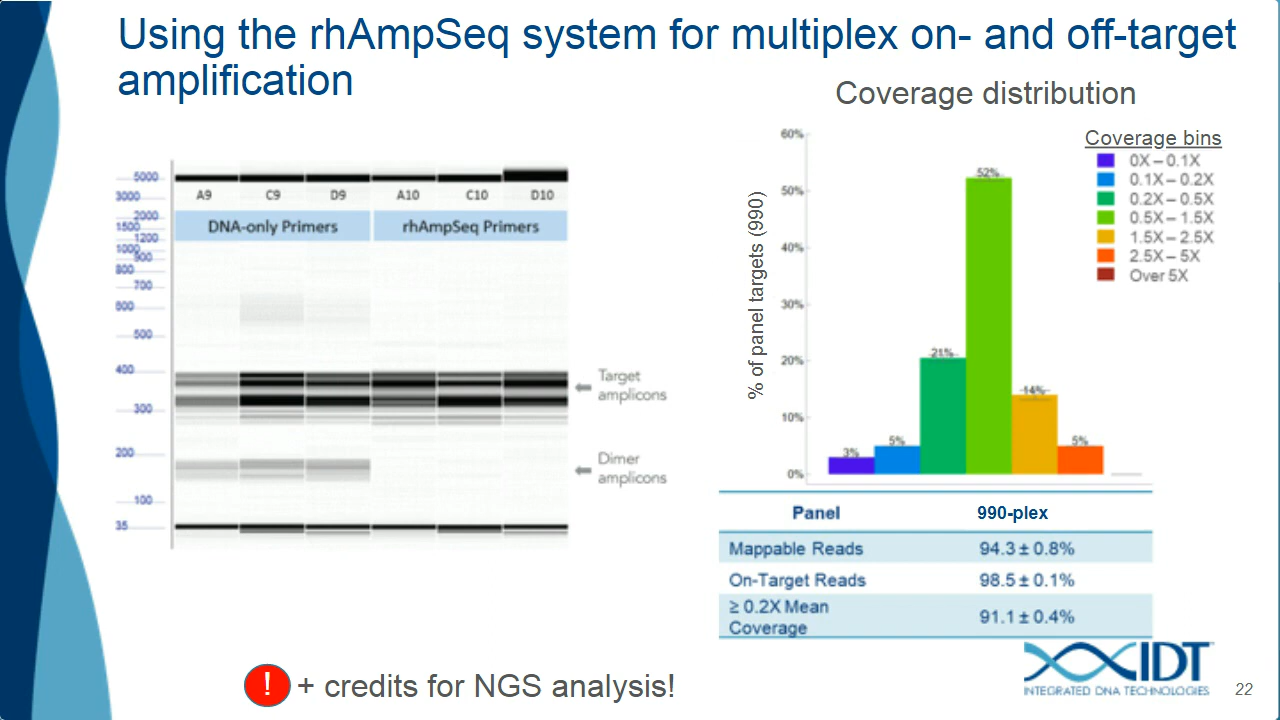 Using the rhAmpSeq system for multiplex on- and off-target
amplification
Coverage distribution
5000
3000
2000
1500
1200
1000
900
800
700
600
500
400
300
200
100
35
A9 C9 D9 A10 C10 D10
DNA-only Primers rhAmpSeq Primers
Target
amplicons
Dimer
amplicons
% of panel targets (990)
60%
50%
40%
30%
20%
10%
0%
3%
5%
21%
52%
14%
5%
Coverage bins
0X – 0.1X
0.1X – 0.2X
0.2X – 0.5X
0.5X – 1.5X
1.5X – 2.5X
2.5X – 5X
Over 5X
Panel 990-plex
Mappable Reads 94.3 ± 0.8%
On-Target Reads 98.5 ± 0.1%
≥ 0.2X Mean
Coverage 91.1 ± 0.4%
! + credits for NGS analysis!
IDT
INTEGRATED DNA TECHNOLOGIES
22